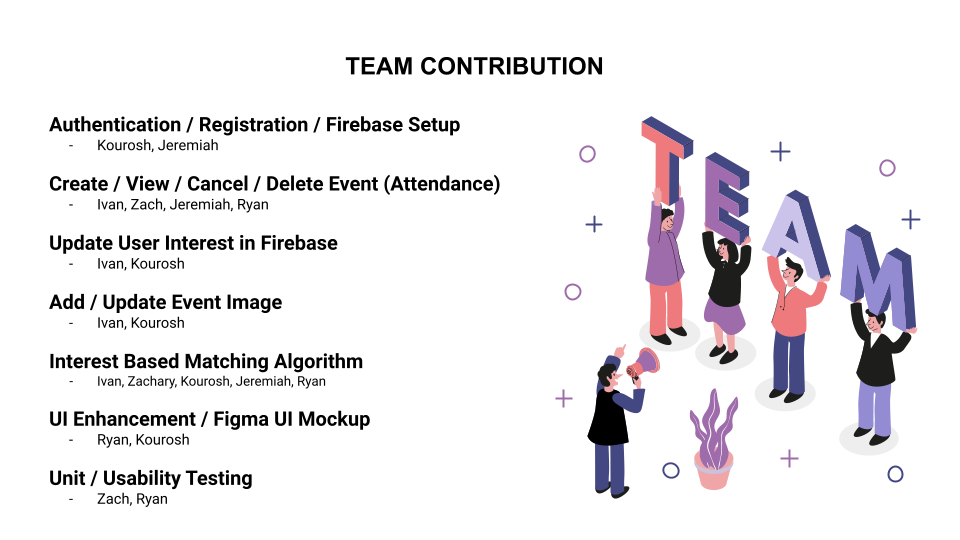 TEAM CONTRIBUTION
Authentication / Registration / Firebase Setup
- Kourosh, Jeremiah
Create / View / Cancel / Delete Event (Attendance)
- Ivan, Zach, Jeremiah, Ryan
Update User Interest in Firebase
- Ivan, Kourosh
Add / Update Event Image
- Ivan, Kourosh
Interest Based Matching Algorithm
- Ivan, Zachary, Kourosh, Jeremiah, Ryan
UI Enhancement / Figma UI Mockup
- Ryan, Kourosh
Unit / Usability Testing
- Zach, Ryan
TEAM